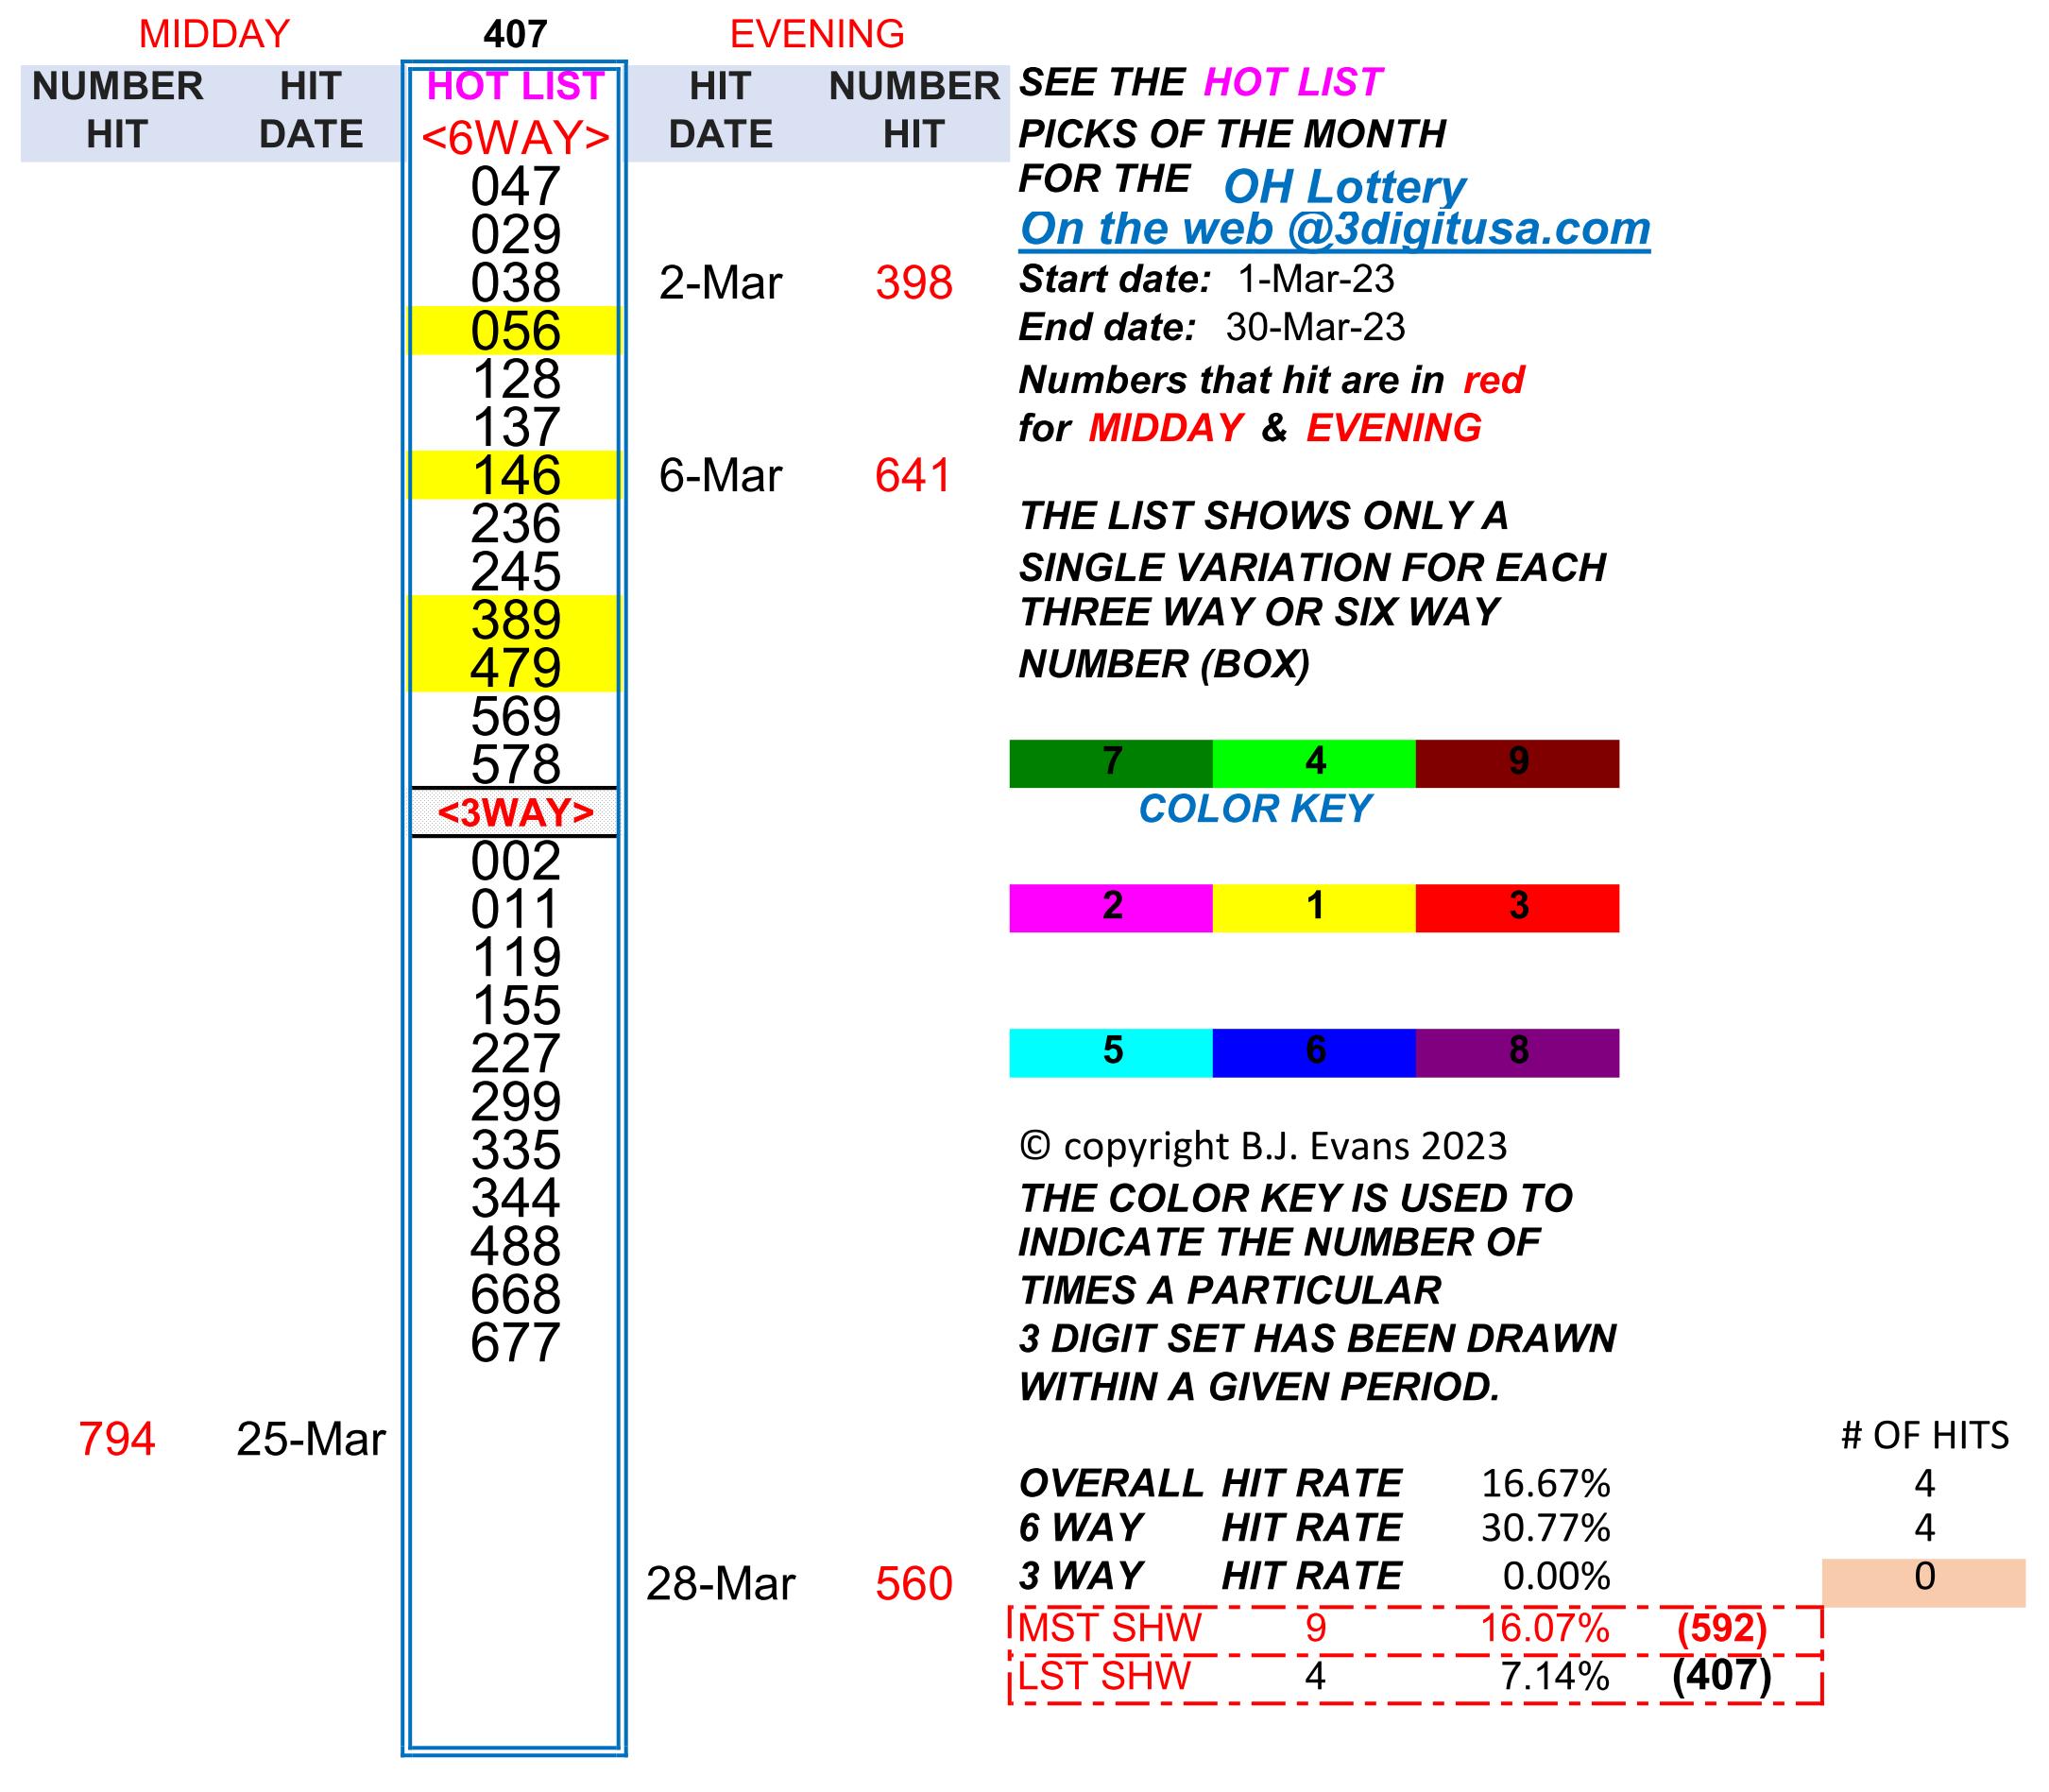 MIDDAY 407 EVENING
NUMBER HIT HOT LIST HIT NUMBER SEE THE HOT LIST
HIT DATE <6WAY> DATE HIT PICKS OF THE MONTH
047 FOR THE OH Lottery
029 On the web @3digitusa.com
038 2-Mar 398 Start date: 1-Mar-23
056 End date: 30-Mar-23
128 Numbers that hit are in red
137 for MIDDAY & EVENING
146 6-Mar 641
236 THE LIST SHOWS ONLY A
245 SINGLE VARIATION FOR EACH
389 THREE WAY OR SIX WAY
479 NUMBER (BOX)
569
578 7 4 9
<3WAY> COLOR KEY
002
011 2 1 3
119
155
227 5 6 8
299
335 © copyright B.J. Evans 2023
344 THE COLOR KEY IS USED TO
488 INDICATE THE NUMBER OF
668 TIMES A PARTICULAR
677 3 DIGIT SET HAS BEEN DRAWN
WITHIN A GIVEN PERIOD.
794 25-Mar # OF HITS
OVERALL HIT RATE 16.67% 4
6 WAY HIT RATE 30.77% 4
28-Mar 560 3 WAY HIT RATE 0.00% 0
MST SHW 9 16.07% (592)
LST SHW 4 7.14% (407)